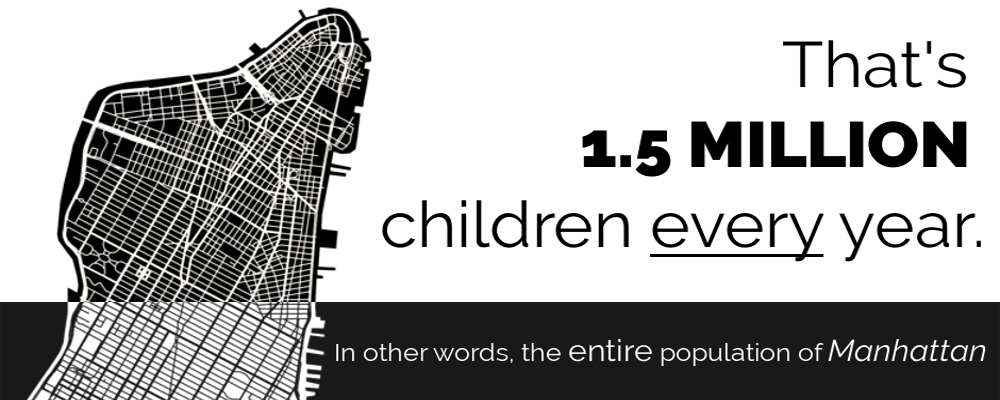 That's
1.5 MILLION
children every year.
In other words, the entire population of Manhattan